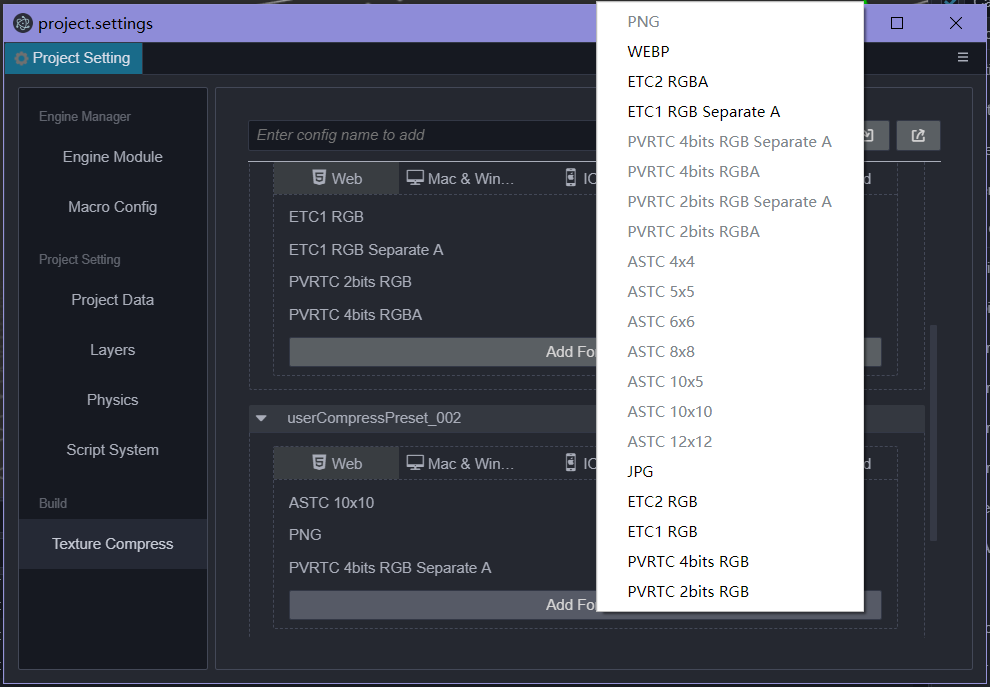 project.settings
Project Setting
Engine Manager
Engine Module
Macro Config
Project Setting
Project Data
Layers
Physics
Script System
Build
Texture Compress
Enter config name to add
Web
Mac & Win...
ETC1 RGB
ETC1 RGB Separate A
PVRTC 2bits RGB
PVRTC 4bits RGBA
Add
userCompressPreset_002
Web
Mac & Win...
ASTC 10x10
PNG
PVRTC 4bits RGB Separate A
Add
PNG
WEBP
ETC2 RGBA
ETC1 RGB Separate A
PVRTC 4bits RGB Separate A
PVRTC 4bits RGBA
PVRTC 2bits RGB Separate A
PVRTC 2bits RGBA
ASTC 4x4
ASTC 5x5
ASTC 6x6
ASTC 8x8
ASTC 10x5
ASTC 10x10
ASTC 12x12
JPG
ETC2 RGB
ETC1 RGB
PVRTC 4bits RGB
PVRTC 2bits RGB